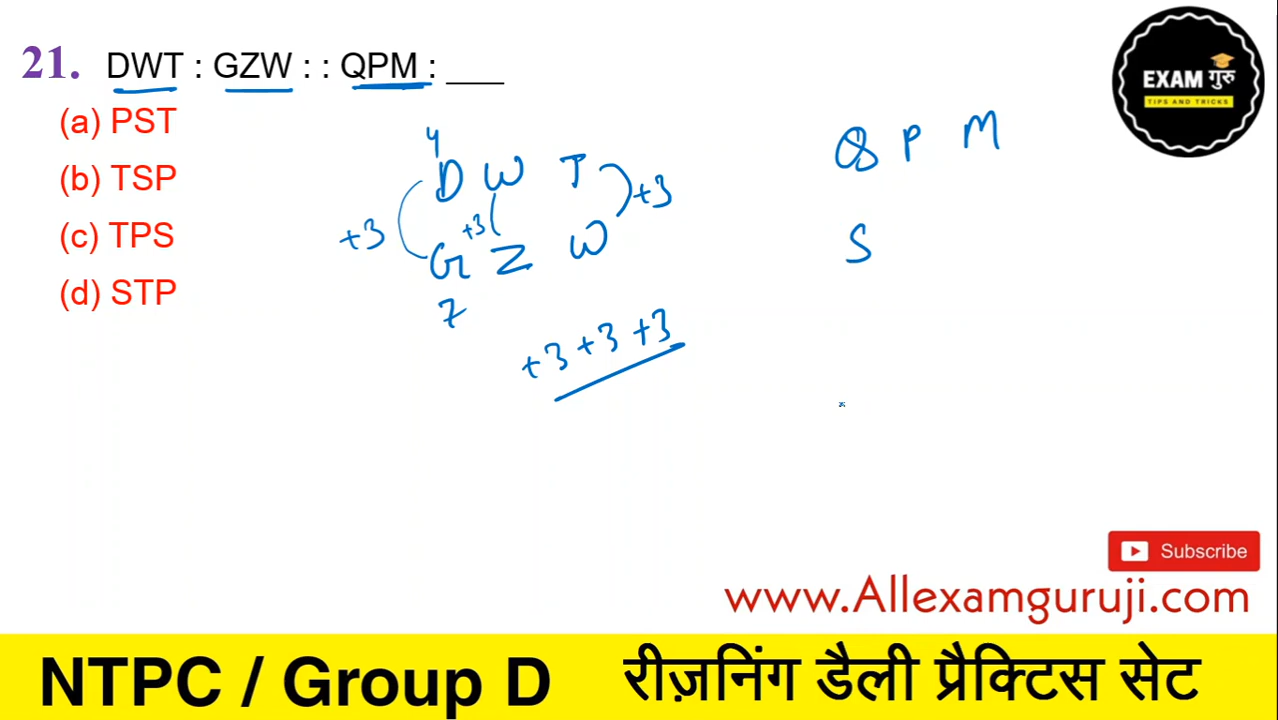 21. DWT : GZW : : QPM : ___
(a) PST
(b) TSP
(c) TPS
(d) STP
4
D W T
+3 +3 +3
G Z W
7
+3 +3 +3
Q P M
S
EXAM गुरु
TIPS AND TRICKS
Subscribe
www.Allexamguruji.com
NTPC / Group D रीज़निंग डैली प्रैक्टिस सेट